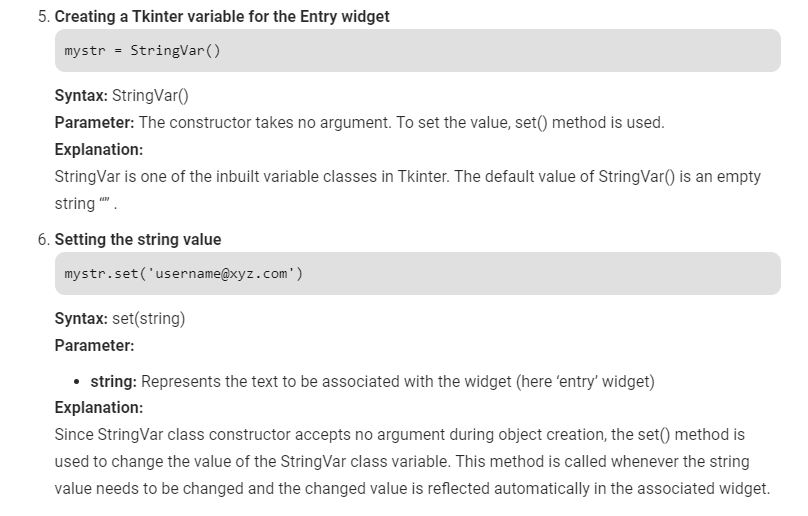 5. Creating a Tkinter variable for the Entry widget
mystr = StringVar()
Syntax: StringVar()
Parameter: The constructor takes no argument. To set the value, set() method is used.
Explanation:
StringVar is one of the inbuilt variable classes in Tkinter. The default value of StringVar() is an empty
string “” .
6. Setting the string value
mystr.set('username@xyz.com')
Syntax: set(string)
Parameter:
• string: Represents the text to be associated with the widget (here ‘entry’ widget)
Explanation:
Since StringVar class constructor accepts no argument during object creation, the set() method is
used to change the value of the StringVar class variable. This method is called whenever the string
value needs to be changed and the changed value is reflected automatically in the associated widget.